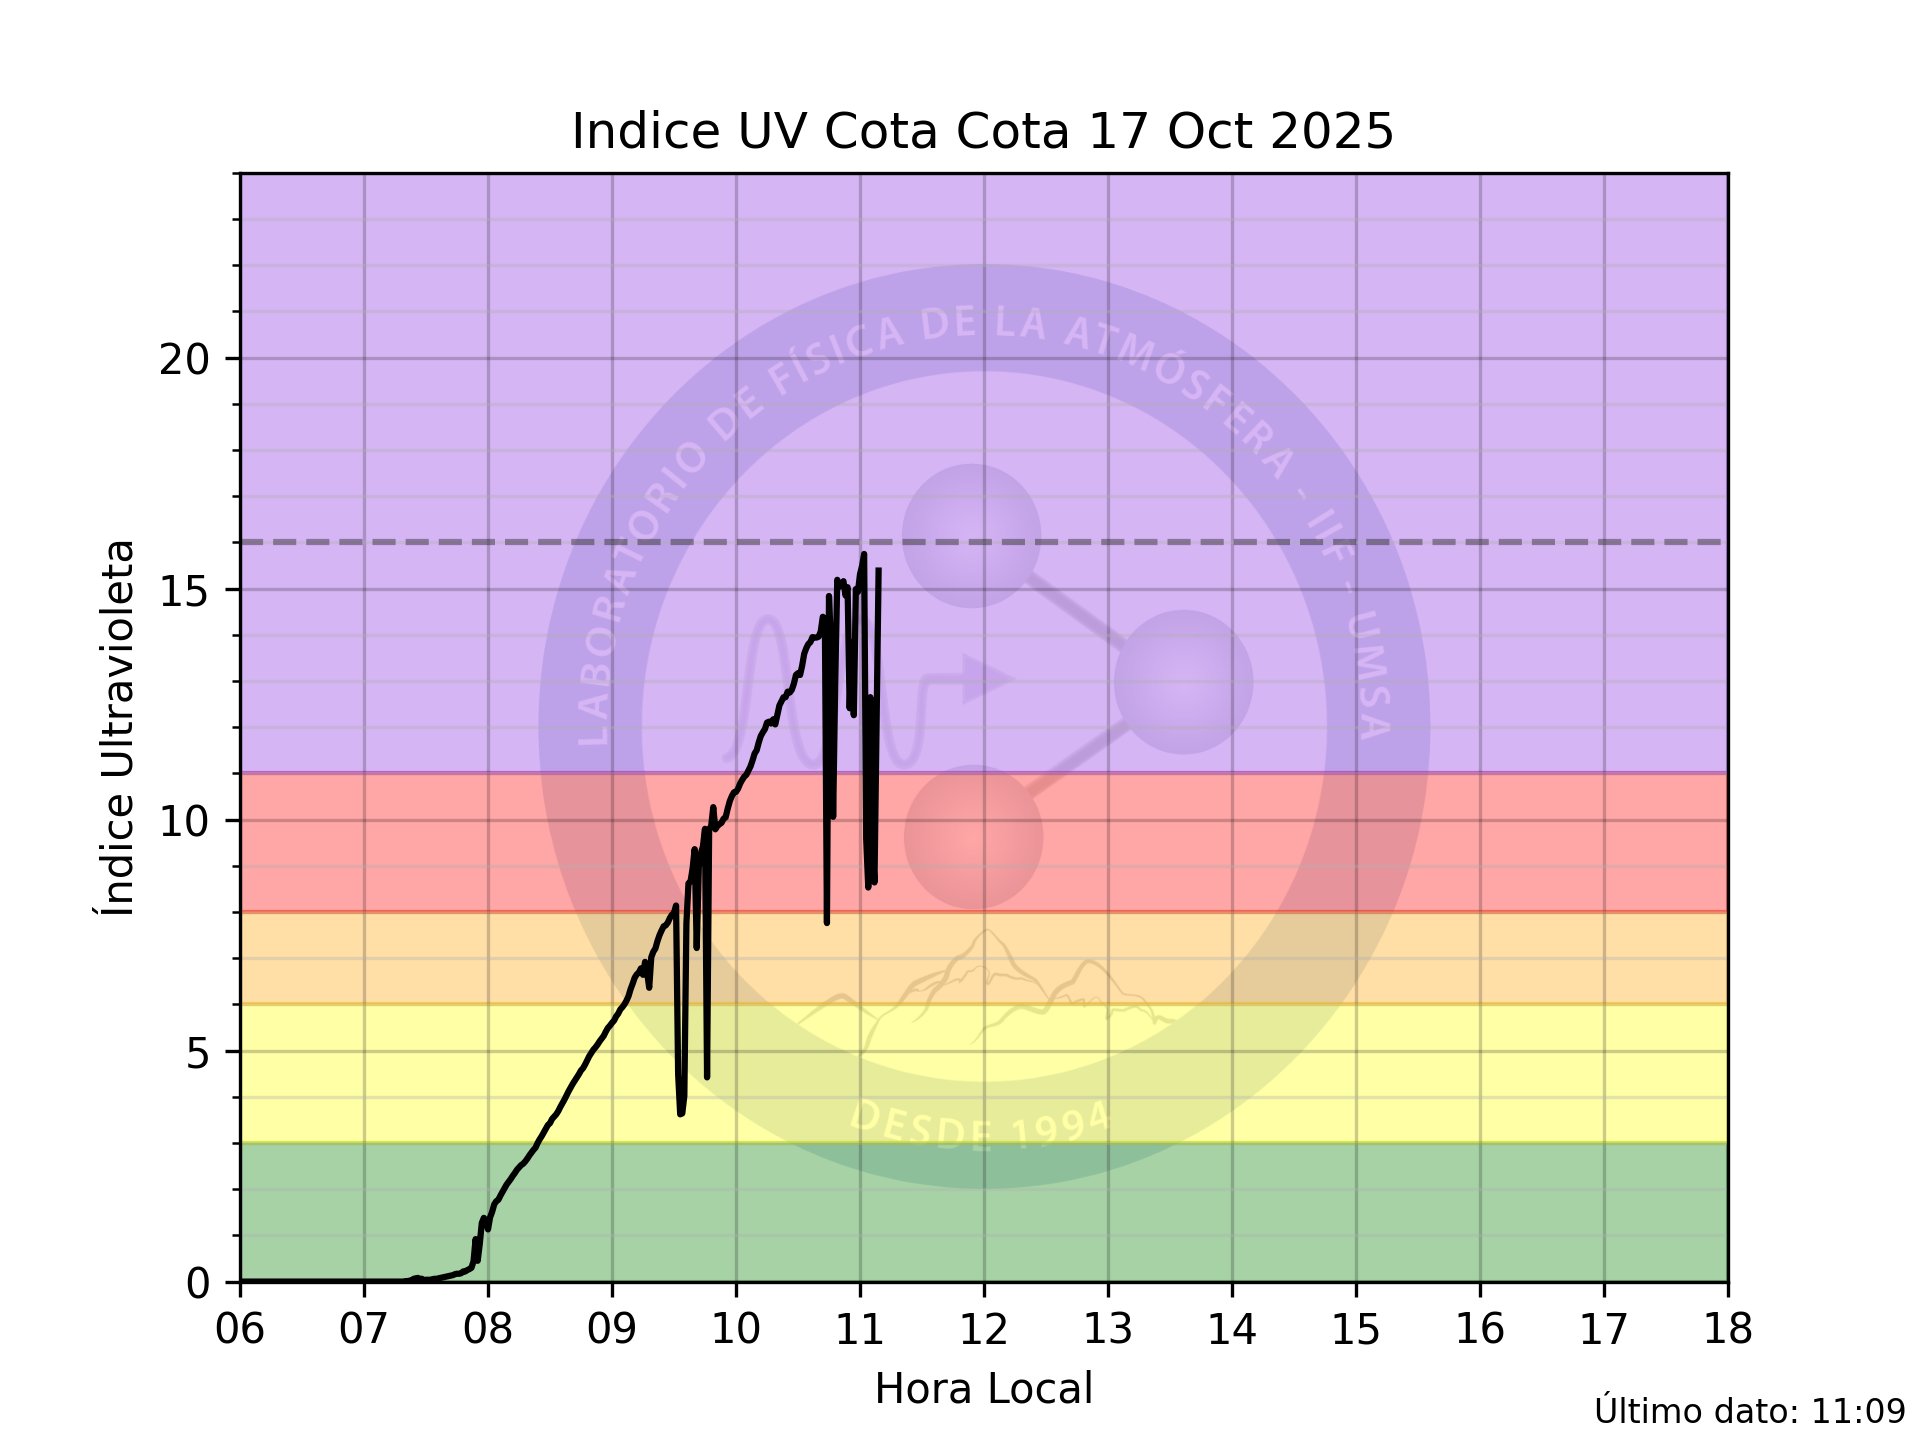 Indice UV Cota Cota 17 Oct 2025
LABORATORIO DE FÍSICA DE LA ATMÓSFERA - IIF - UMSA
20
15
10
5
0
Índice Ultravioleta
DESDE 1994
06 07 08 09 10 11 12 13 14 15 16 17 18
Hora Local
Último dato: 11:09